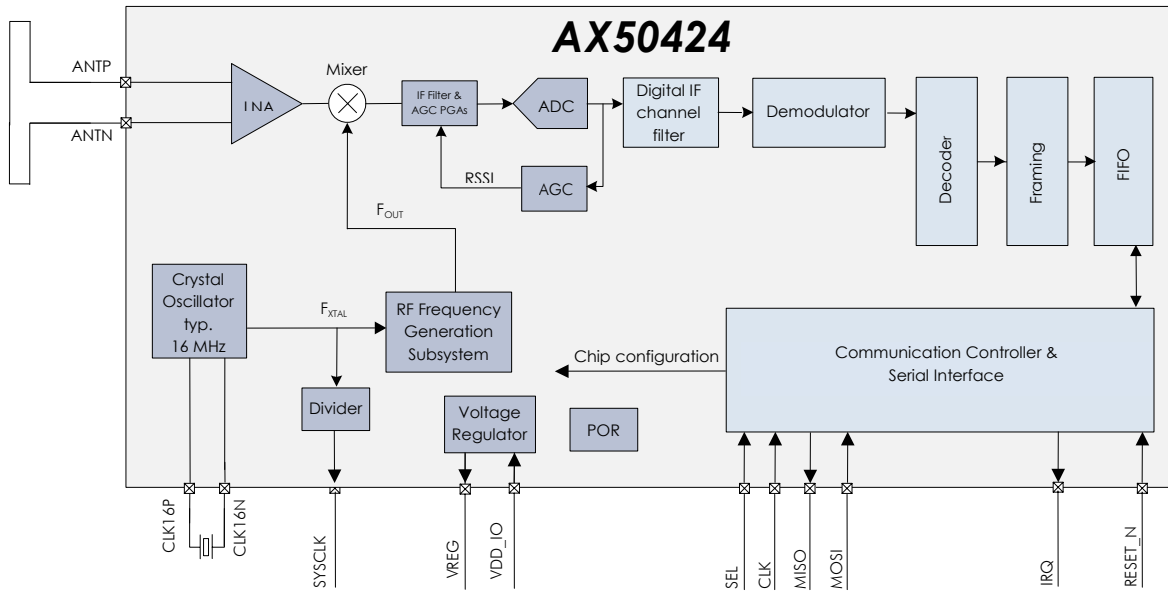 AX50424
ANTP
ANTN
INA
Mixer
IF Filter &
AGC PGAs
ADC
Digital IF
channel
filter
Demodulator
Decoder
Framing
FIFO
RSSI
AGC
FOUT
Crystal
Oscillator
typ.
16 MHz
FXTAL
RF Frequency
Generation
Subsystem
Divider
Voltage
Regulator
POR
Chip configuration
Communication Controller &
Serial Interface
CLK16P
CLK16N
SYSCLK
VREG
VDD_IO
SEL
CLK
MISO
MOSI
IRQ
RESET_N